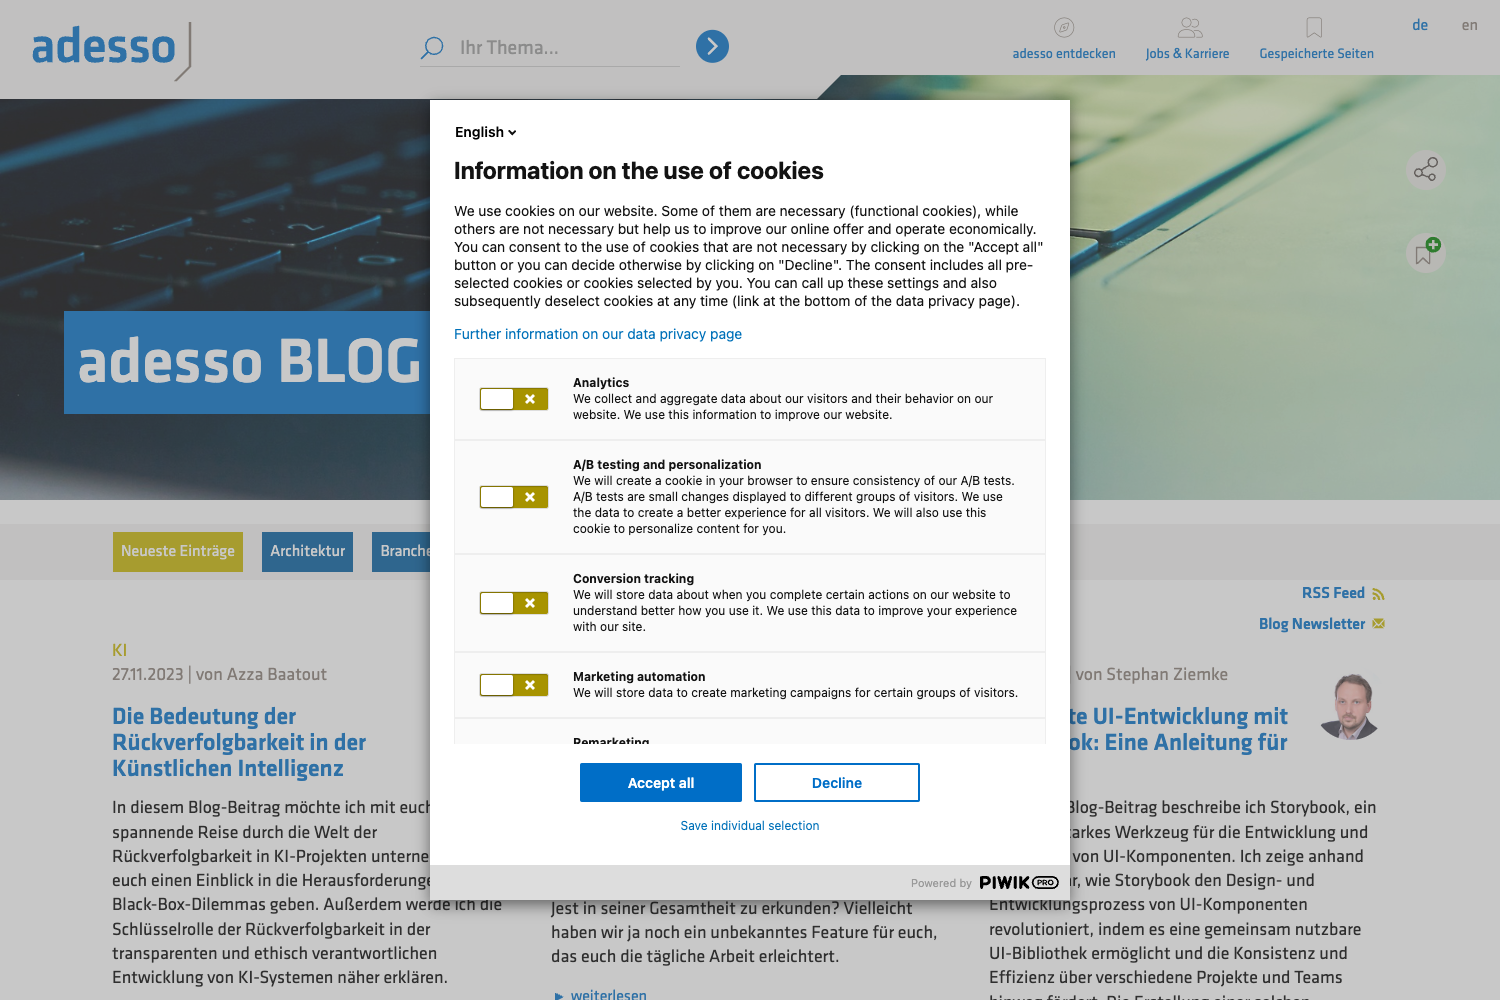 adesso
Ihr Thema...
adesso entdecken
Jobs & Karriere
Gespeicherte Seiten
de
en
English
Information on the use of cookies
We use cookies on our website. Some of them are necessary (functional cookies), while
others are not necessary but help us to improve our online offer and operate economically.
You can consent to the use of cookies that are not necessary by clicking on the "Accept all"
button or you can decide otherwise by clicking on "Decline". The consent includes all pre-
selected cookies or cookies selected by you. You can call up these settings and also
subsequently deselect cookies at any time (link at the bottom of the data privacy page).
Further information on our data privacy page
Analytics
We collect and aggregate data about our visitors and their behavior on our
website. We use this information to improve our website.
A/B testing and personalization
We will create a cookie in your browser to ensure consistency of our A/B tests.
A/B tests are small changes displayed to different groups of visitors. We use
the data to create a better experience for all visitors. We will also use this
cookie to personalize content for you.
Conversion tracking
We will store data about when you complete certain actions on our website to
understand better how you use it. We use this data to improve your experience
with our site.
Marketing automation
We will store data to create marketing campaigns for certain groups of visitors.
Remarketing
Accept all
Decline
Save individual selection
Powered by PIWIK PRO
adesso BLOG
Neueste Einträge
Architektur
Branche
RSS Feed
Blog Newsletter
KI
27.11.2023 | von Azza Baatout
Die Bedeutung der
Rückverfolgbarkeit in der
Künstlichen Intelligenz
In diesem Blog-Beitrag möchte ich mit euch
spannende Reise durch die Welt der
Rückverfolgbarkeit in KI-Projekten unterne
euch einen Einblick in die Herausforderunge
Black-Box-Dilemmas geben. Außerdem werde ich die
Schlüsselrolle der Rückverfolgbarkeit in der
transparenten und ethisch verantwortlichen
Entwicklung von KI-Systemen näher erklären.
Jest in seiner Gesamtheit zu erkunden? Vielleicht
haben wir ja noch ein unbekanntes Feature für euch,
das euch die tägliche Arbeit erleichtert.
weiterlesen
von Stephan Ziemke
te UI-Entwicklung mit
ok: Eine Anleitung für
Blog-Beitrag beschreibe ich Storybook, ein
tarkes Werkzeug für die Entwicklung und
von UI-Komponenten. Ich zeige anhand
r, wie Storybook den Design- und
Entwicklungsprozess von UI-Komponenten
revolutioniert, indem es eine gemeinsam nutzbare
UI-Bibliothek ermöglicht und die Konsistenz und
Effizienz über verschiedene Projekte und Teams
hinweg fördert. Die Erstellung einer solchen